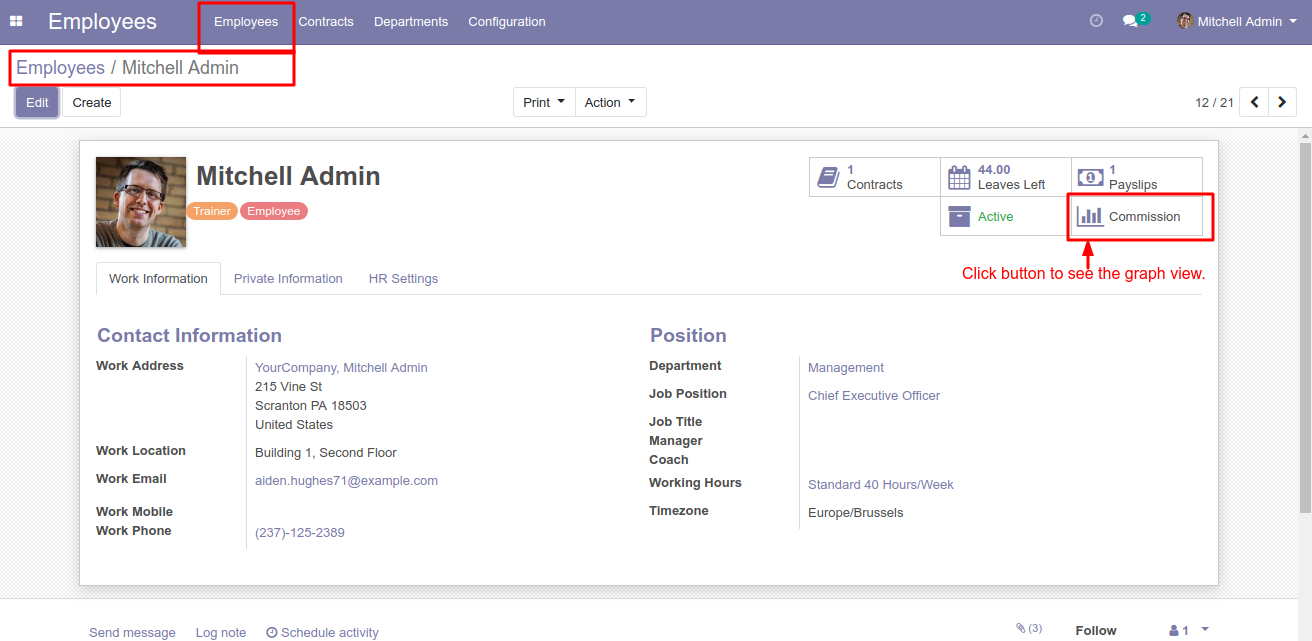 Employees Employees Contracts Departments Configuration 2 Mitchell Admin
Employees / Mitchell Admin
Edit Create Print Action 12 / 21
Mitchell Admin
Trainer Employee
1 Contracts
44.00 Leaves Left
1 Payslips
Active
Commission
Click button to see the graph view.
Work Information Private Information HR Settings
Contact Information
Work Address YourCompany, Mitchell Admin
215 Vine St
Scranton PA 18503
United States
Work Location Building 1, Second Floor
Work Email aiden.hughes71@example.com
Work Mobile
Work Phone (237)-125-2389
Position
Department Management
Job Position Chief Executive Officer
Job Title
Manager
Coach
Working Hours Standard 40 Hours/Week
Timezone Europe/Brussels
Send message Log note Schedule activity (3) Follow 1